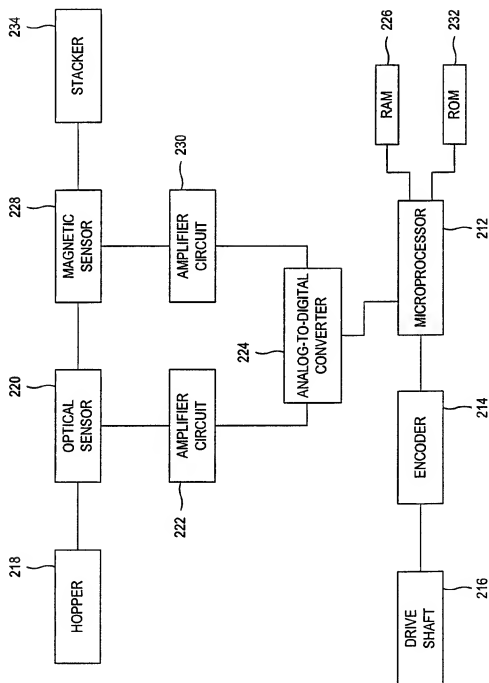 218
HOPPER
220
OPTICAL
SENSOR
228
MAGNETIC
SENSOR
234
STACKER
222
AMPLIFIER
CIRCUIT
230
AMPLIFIER
CIRCUIT
224
ANALOG-TO-DIGITAL
CONVERTER
226
RAM
232
ROM
216
DRIVE
SHAFT
214
ENCODER
212
MICROPROCESSOR